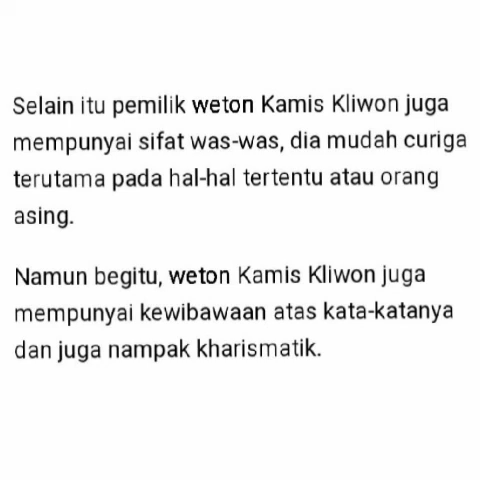 Selain itu pemilik weton Kamis Kliwon juga
mempunyai sifat was-was, dia mudah curiga
terutama pada hal-hal tertentu atau orang
asing.
Namun begitu, weton Kamis Kliwon juga
mempunyai kewibawaan atas kata-katanya
dan juga nampak kharismatik.